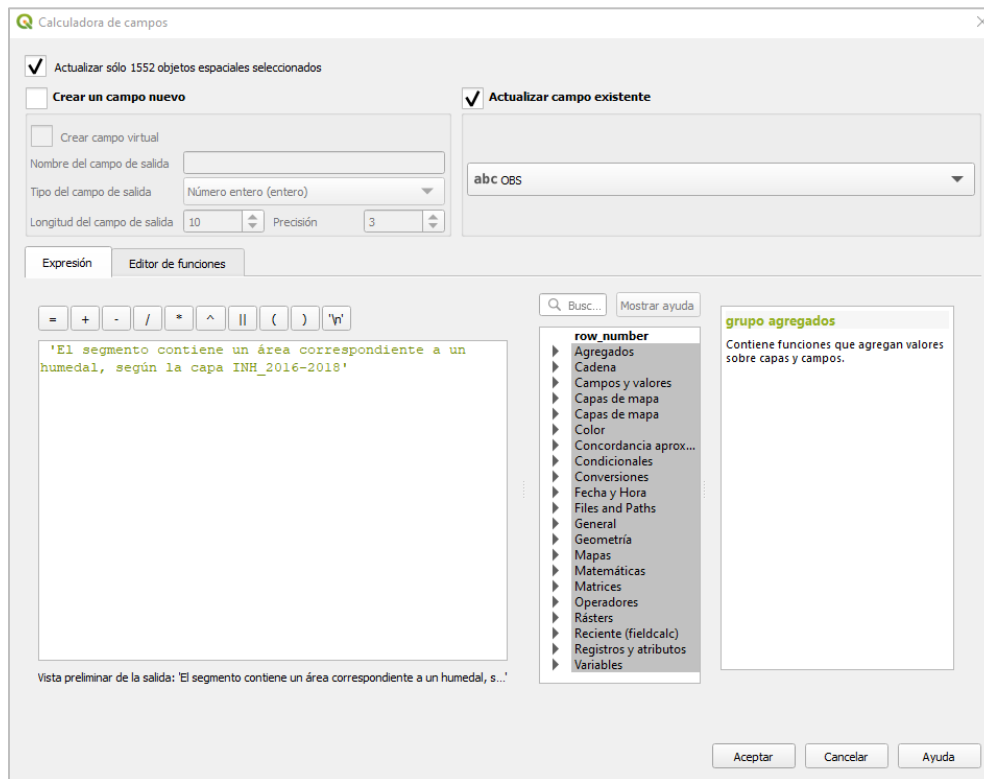 Calculadora de campos
Actualizar sólo 1552 objetos espaciales seleccionados
Crear un campo nuevo
Actualizar campo existente
Crear campo virtual
Nombre del campo de salida
Tipo del campo de salida Número entero (entero)
Longitud del campo de salida 10 Precisión 3
abc OBS
Expresión Editor de funciones
= + - / * ^ || ( ) '\n'
'El segmento contiene un área correspondiente a un
humedal, según la capa INH_2016-2018'
Vista preliminar de la salida: 'El segmento contiene un área correspondiente a un humedal, s...'
Busc... Mostrar ayuda
row_number
Agregados
Cadena
Campos y valores
Capas de mapa
Capas de mapa
Color
Concordancia aprox...
Condicionales
Conversiones
Fecha y Hora
Files and Paths
General
Geometría
Mapas
Matemáticas
Matrices
Operadores
Rásters
Reciente (fieldcalc)
Registros y atributos
Variables
grupo agregados
Contiene funciones que agregan valores
sobre capas y campos.
Aceptar Cancelar Ayuda